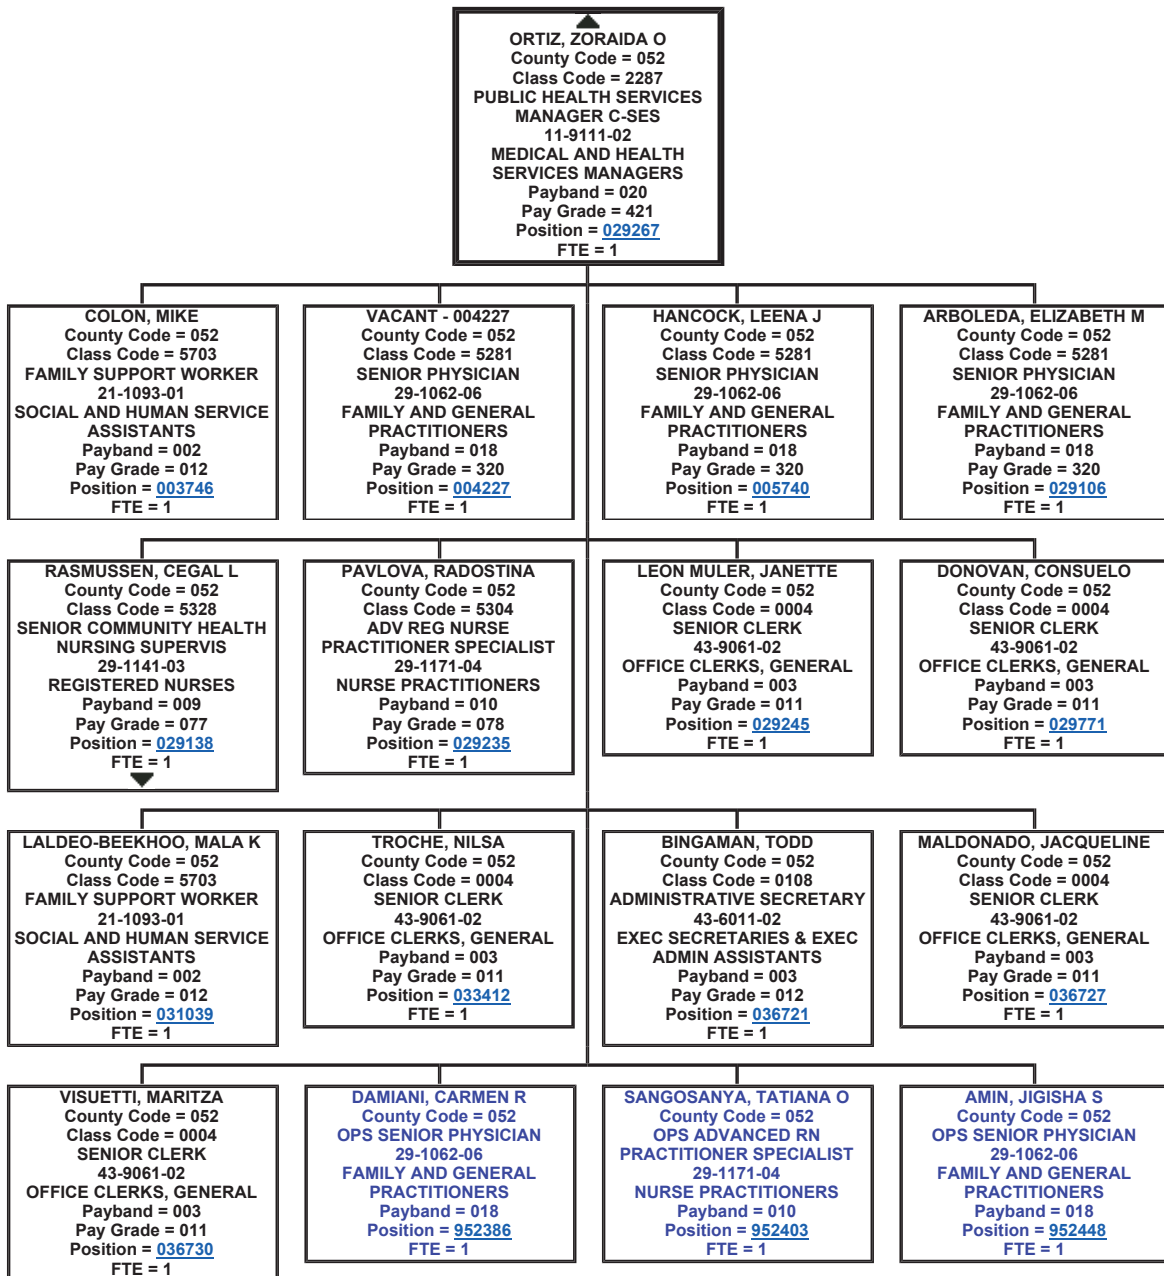 ORTIZ, ZORAIDA O
County Code = 052
Class Code = 2287
PUBLIC HEALTH SERVICES
MANAGER C-SES
11-9111-02
MEDICAL AND HEALTH
SERVICES MANAGERS
Payband = 020
Pay Grade = 421
Position = 029267
FTE = 1
COLON, MIKE
County Code = 052
Class Code = 5703
FAMILY SUPPORT WORKER
21-1093-01
SOCIAL AND HUMAN SERVICE
ASSISTANTS
Payband = 002
Pay Grade = 012
Position = 003746
FTE = 1
VACANT - 004227
County Code = 052
Class Code = 5281
SENIOR PHYSICIAN
29-1062-06
FAMILY AND GENERAL
PRACTITIONERS
Payband = 018
Pay Grade = 320
Position = 004227
FTE = 1
HANCOCK, LEENA J
County Code = 052
Class Code = 5281
SENIOR PHYSICIAN
29-1062-06
FAMILY AND GENERAL
PRACTITIONERS
Payband = 018
Pay Grade = 320
Position = 005740
FTE = 1
ARBOLEDA, ELIZABETH M
County Code = 052
Class Code = 5281
SENIOR PHYSICIAN
29-1062-06
FAMILY AND GENERAL
PRACTITIONERS
Payband = 018
Pay Grade = 320
Position = 029106
FTE = 1
RASMUSSEN, CEGAL L
County Code = 052
Class Code = 5328
SENIOR COMMUNITY HEALTH
NURSING SUPERVIS
29-1141-03
REGISTERED NURSES
Payband = 009
Pay Grade = 077
Position = 029138
FTE = 1
PAVLOVA, RADOSTINA
County Code = 052
Class Code = 5304
ADV REG NURSE
PRACTITIONER SPECIALIST
29-1171-04
NURSE PRACTITIONERS
Payband = 010
Pay Grade = 078
Position = 029235
FTE = 1
LEON MULER, JANETTE
County Code = 052
Class Code = 0004
SENIOR CLERK
43-9061-02
OFFICE CLERKS, GENERAL
Payband = 003
Pay Grade = 011
Position = 029245
FTE = 1
DONOVAN, CONSUELO
County Code = 052
Class Code = 0004
SENIOR CLERK
43-9061-02
OFFICE CLERKS, GENERAL
Payband = 003
Pay Grade = 011
Position = 029771
FTE = 1
LALDEO-BEEKHOO, MALA K
County Code = 052
Class Code = 5703
FAMILY SUPPORT WORKER
21-1093-01
SOCIAL AND HUMAN SERVICE
ASSISTANTS
Payband = 002
Pay Grade = 012
Position = 031039
FTE = 1
TROCHE, NILSA
County Code = 052
Class Code = 0004
SENIOR CLERK
43-9061-02
OFFICE CLERKS, GENERAL
Payband = 003
Pay Grade = 011
Position = 033412
FTE = 1
BINGAMAN, TODD
County Code = 052
Class Code = 0108
ADMINISTRATIVE SECRETARY
43-6011-02
EXEC SECRETARIES & EXEC
ADMIN ASSISTANTS
Payband = 003
Pay Grade = 012
Position = 036721
FTE = 1
MALDONADO, JACQUELINE
County Code = 052
Class Code = 0004
SENIOR CLERK
43-9061-02
OFFICE CLERKS, GENERAL
Payband = 003
Pay Grade = 011
Position = 036727
FTE = 1
VISUETTI, MARITZA
County Code = 052
Class Code = 0004
SENIOR CLERK
43-9061-02
OFFICE CLERKS, GENERAL
Payband = 003
Pay Grade = 011
Position = 036730
FTE = 1
DAMIANI, CARMEN R
County Code = 052
OPS SENIOR PHYSICIAN
29-1062-06
FAMILY AND GENERAL
PRACTITIONERS
Payband = 018
Position = 952386
FTE = 1
SANGOSANYA, TATIANA O
County Code = 052
OPS ADVANCED RN
PRACTITIONER SPECIALIST
29-1171-04
NURSE PRACTITIONERS
Payband = 010
Position = 952403
FTE = 1
AMIN, JIGISHA S
County Code = 052
OPS SENIOR PHYSICIAN
29-1062-06
FAMILY AND GENERAL
PRACTITIONERS
Payband = 018
Position = 952448
FTE = 1